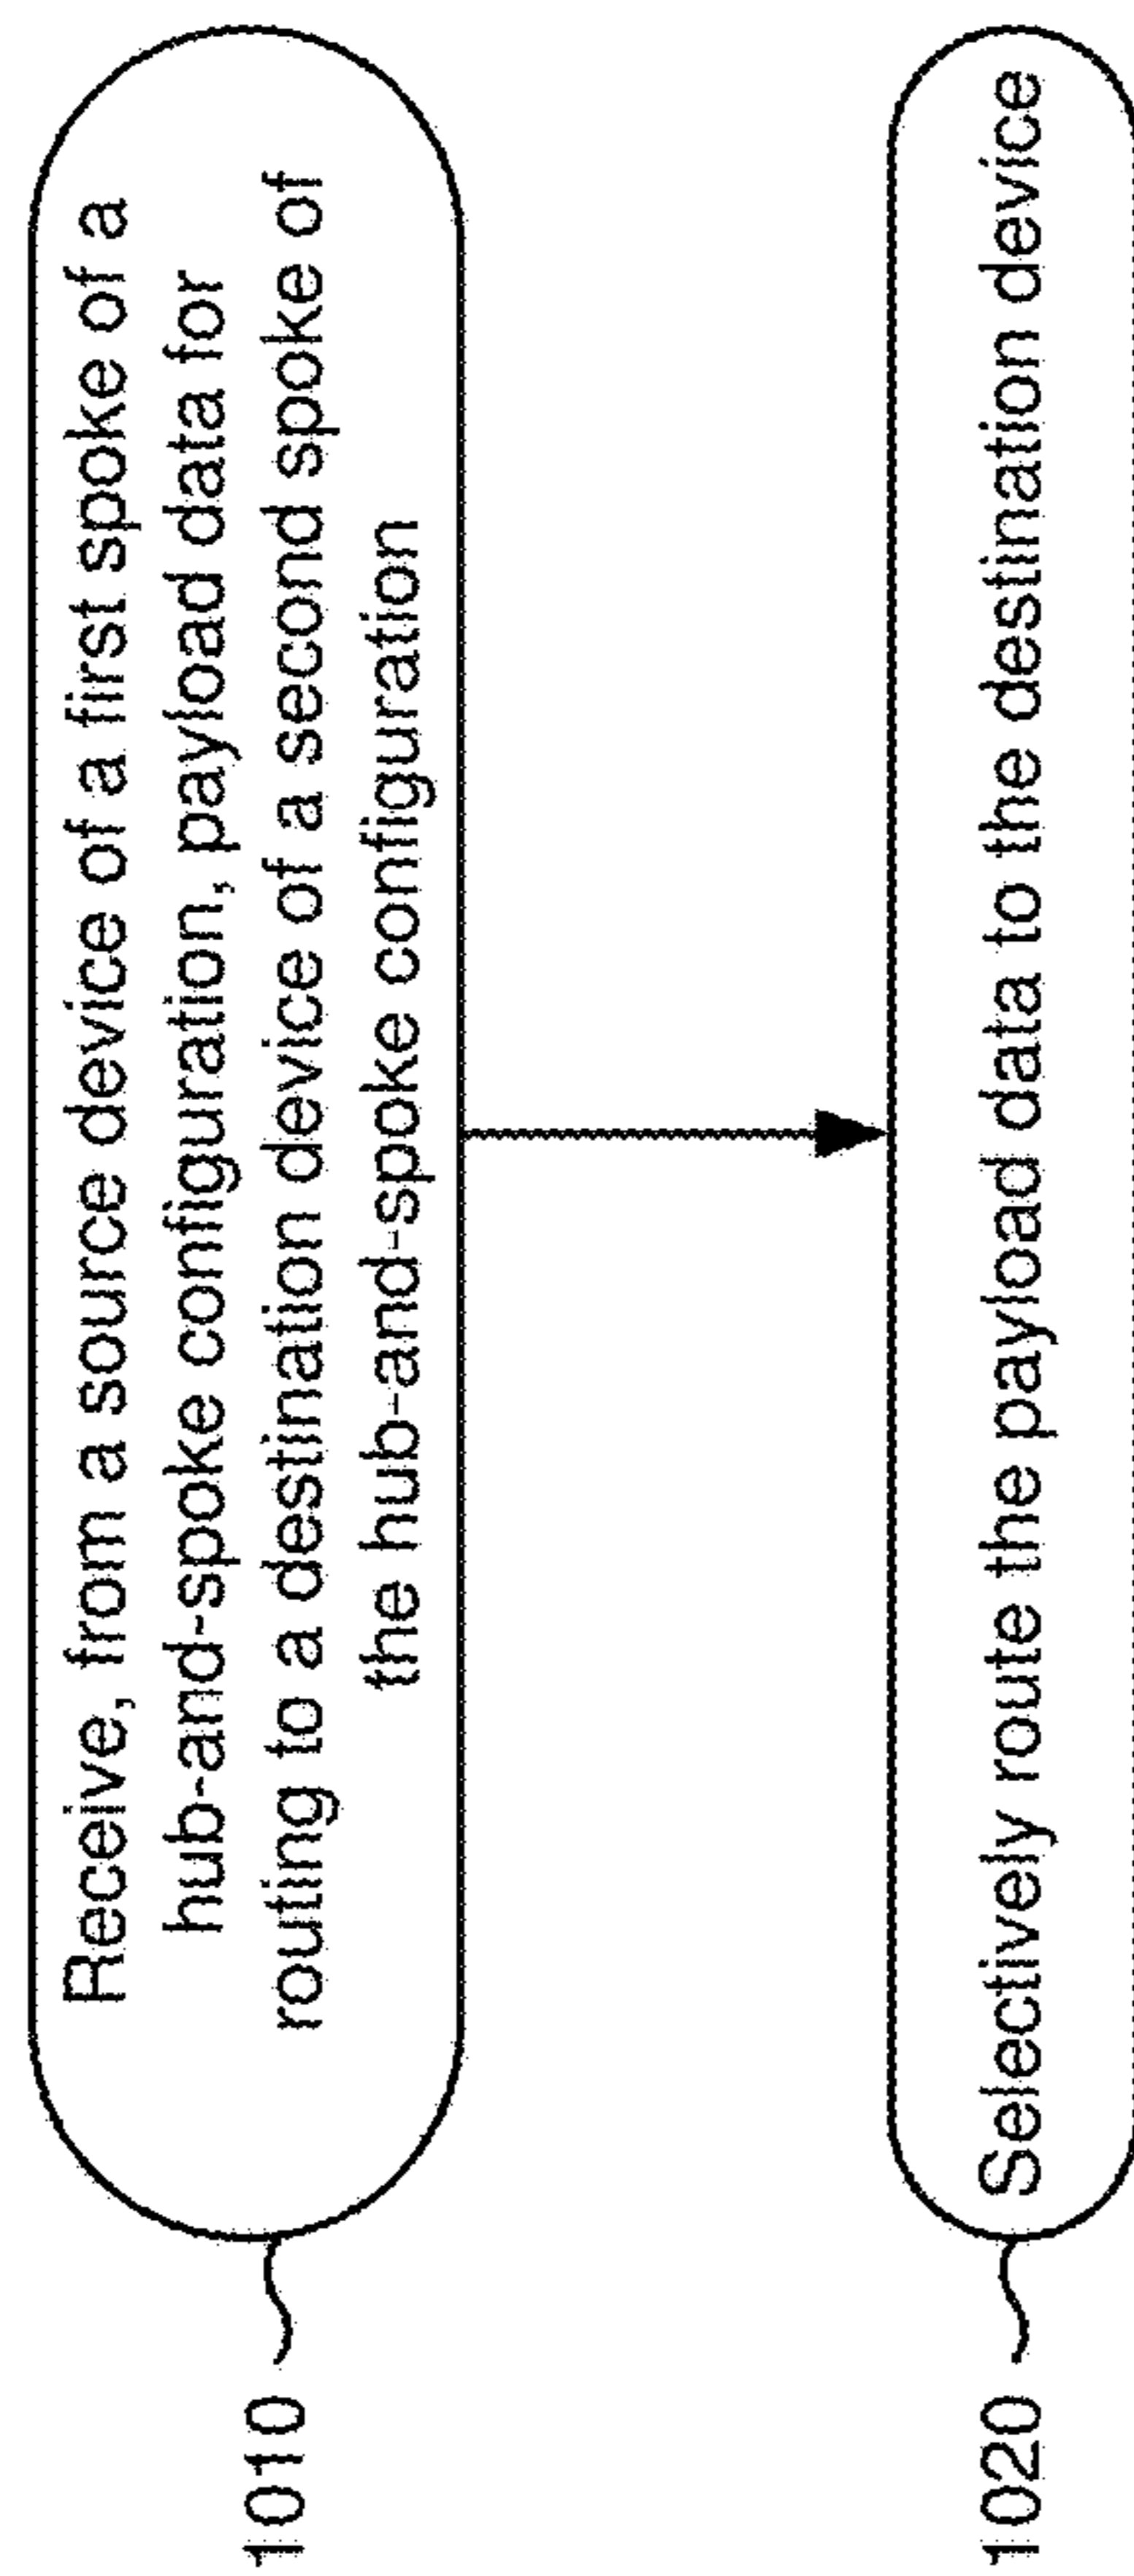 Receive, from a source device of a first spoke of a
hub-and-spoke configuration, payload data for
routing to a destination device of a second spoke of
the hub-and-spoke configuration
1010
Selectively route the payload data to the destination device
1020